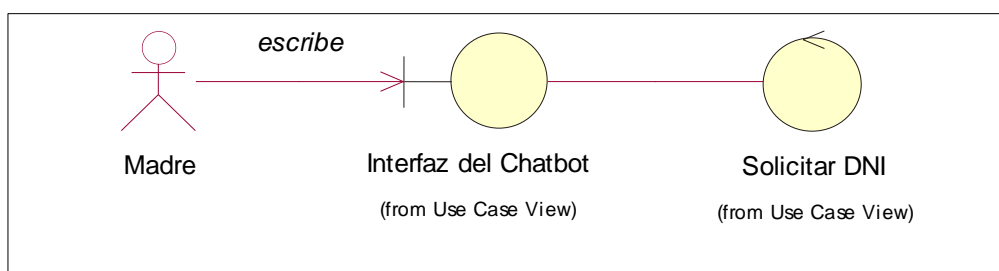 escribe
Madre
Interfaz del Chatbot
(from Use Case View)
Solicitar DNI
(from Use Case View)